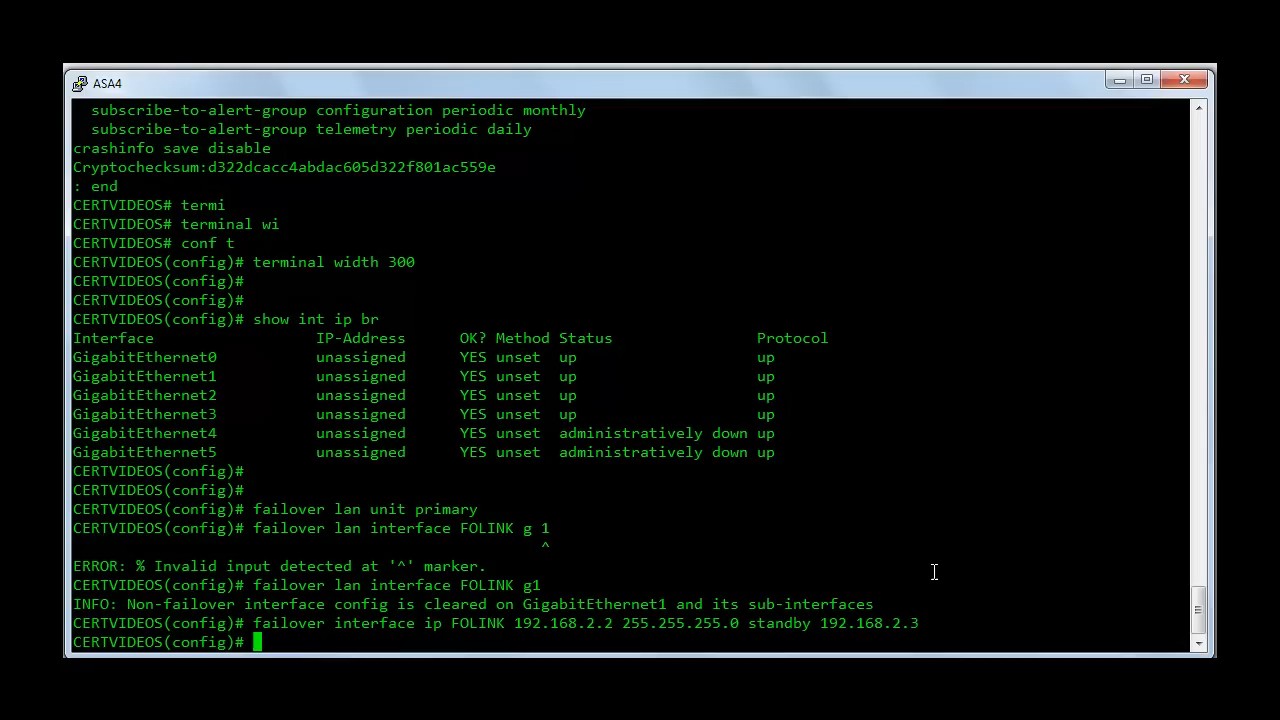 ASA4
subscribe-to-alert-group configuration periodic monthly
subscribe-to-alert-group telemetry periodic daily
crashinfo save disable
Cryptochecksum:d322dcacc4abdac605d322f801ac559e
: end
CERTVIDEOS# termi
CERTVIDEOS# terminal wi
CERTVIDEOS# conf t
CERTVIDEOS(config)# terminal width 300
CERTVIDEOS(config)#
CERTVIDEOS(config)#
CERTVIDEOS(config)# show int ip br
Interface IP-Address OK? Method Status Protocol
GigabitEthernet0 unassigned YES unset up up
GigabitEthernet1 unassigned YES unset up up
GigabitEthernet2 unassigned YES unset up up
GigabitEthernet3 unassigned YES unset up up
GigabitEthernet4 unassigned YES unset administratively down up
GigabitEthernet5 unassigned YES unset administratively down up
CERTVIDEOS(config)#
CERTVIDEOS(config)#
CERTVIDEOS(config)# failover lan unit primary
CERTVIDEOS(config)# failover lan interface FOLINK g 1
^
ERROR: % Invalid input detected at '^' marker.
CERTVIDEOS(config)# failover lan interface FOLINK g1
INFO: Non-failover interface config is cleared on GigabitEthernet1 and its sub-interfaces
CERTVIDEOS(config)# failover interface ip FOLINK 192.168.2.2 255.255.255.0 standby 192.168.2.3
CERTVIDEOS(config)#